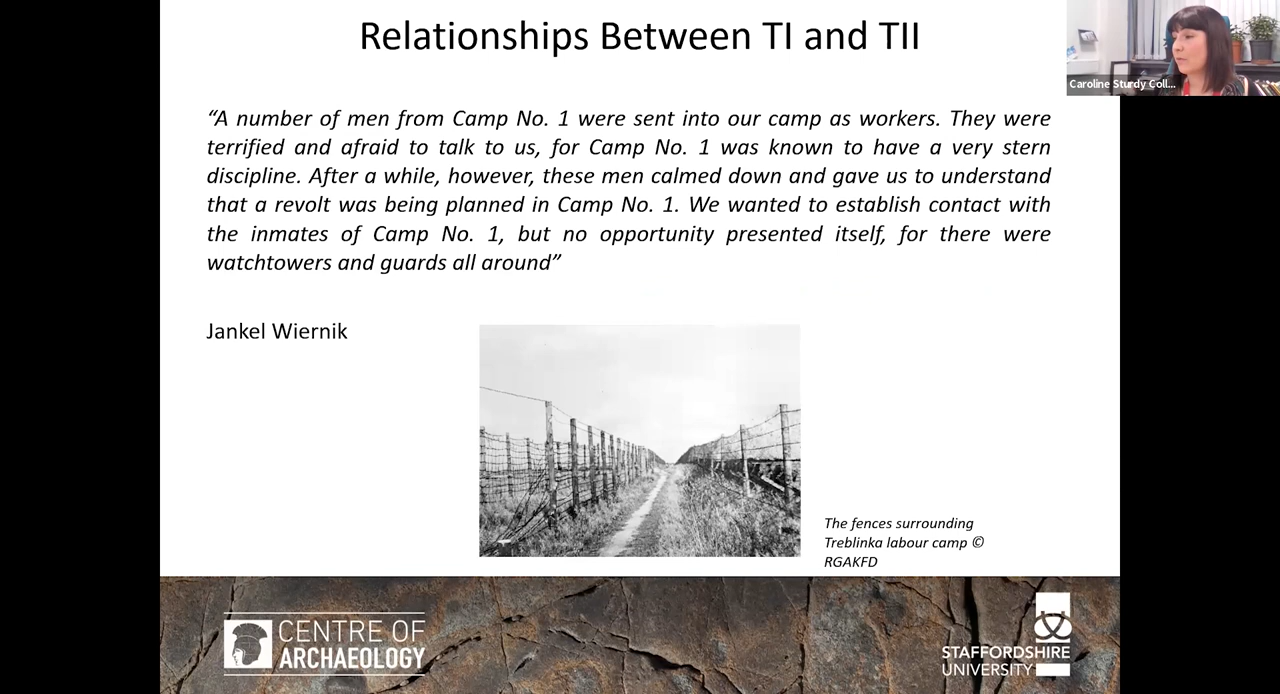 Relationships Between TI and TII
Caroline Sturdy Coll...
“A number of men from Camp No. 1 were sent into our camp as workers. They were
terrified and afraid to talk to us, for Camp No. 1 was known to have a very stern
discipline. After a while, however, these men calmed down and gave us to understand
that a revolt was being planned in Camp No. 1. We wanted to establish contact with
the inmates of Camp No. 1, but no opportunity presented itself, for there were
watchtowers and guards all around”
Jankel Wiernik
The fences surrounding
Treblinka labour camp ©
RGAKFD
CENTRE OF
ARCHAEOLOGY
STAFFORDSHIRE
UNIVERSITY